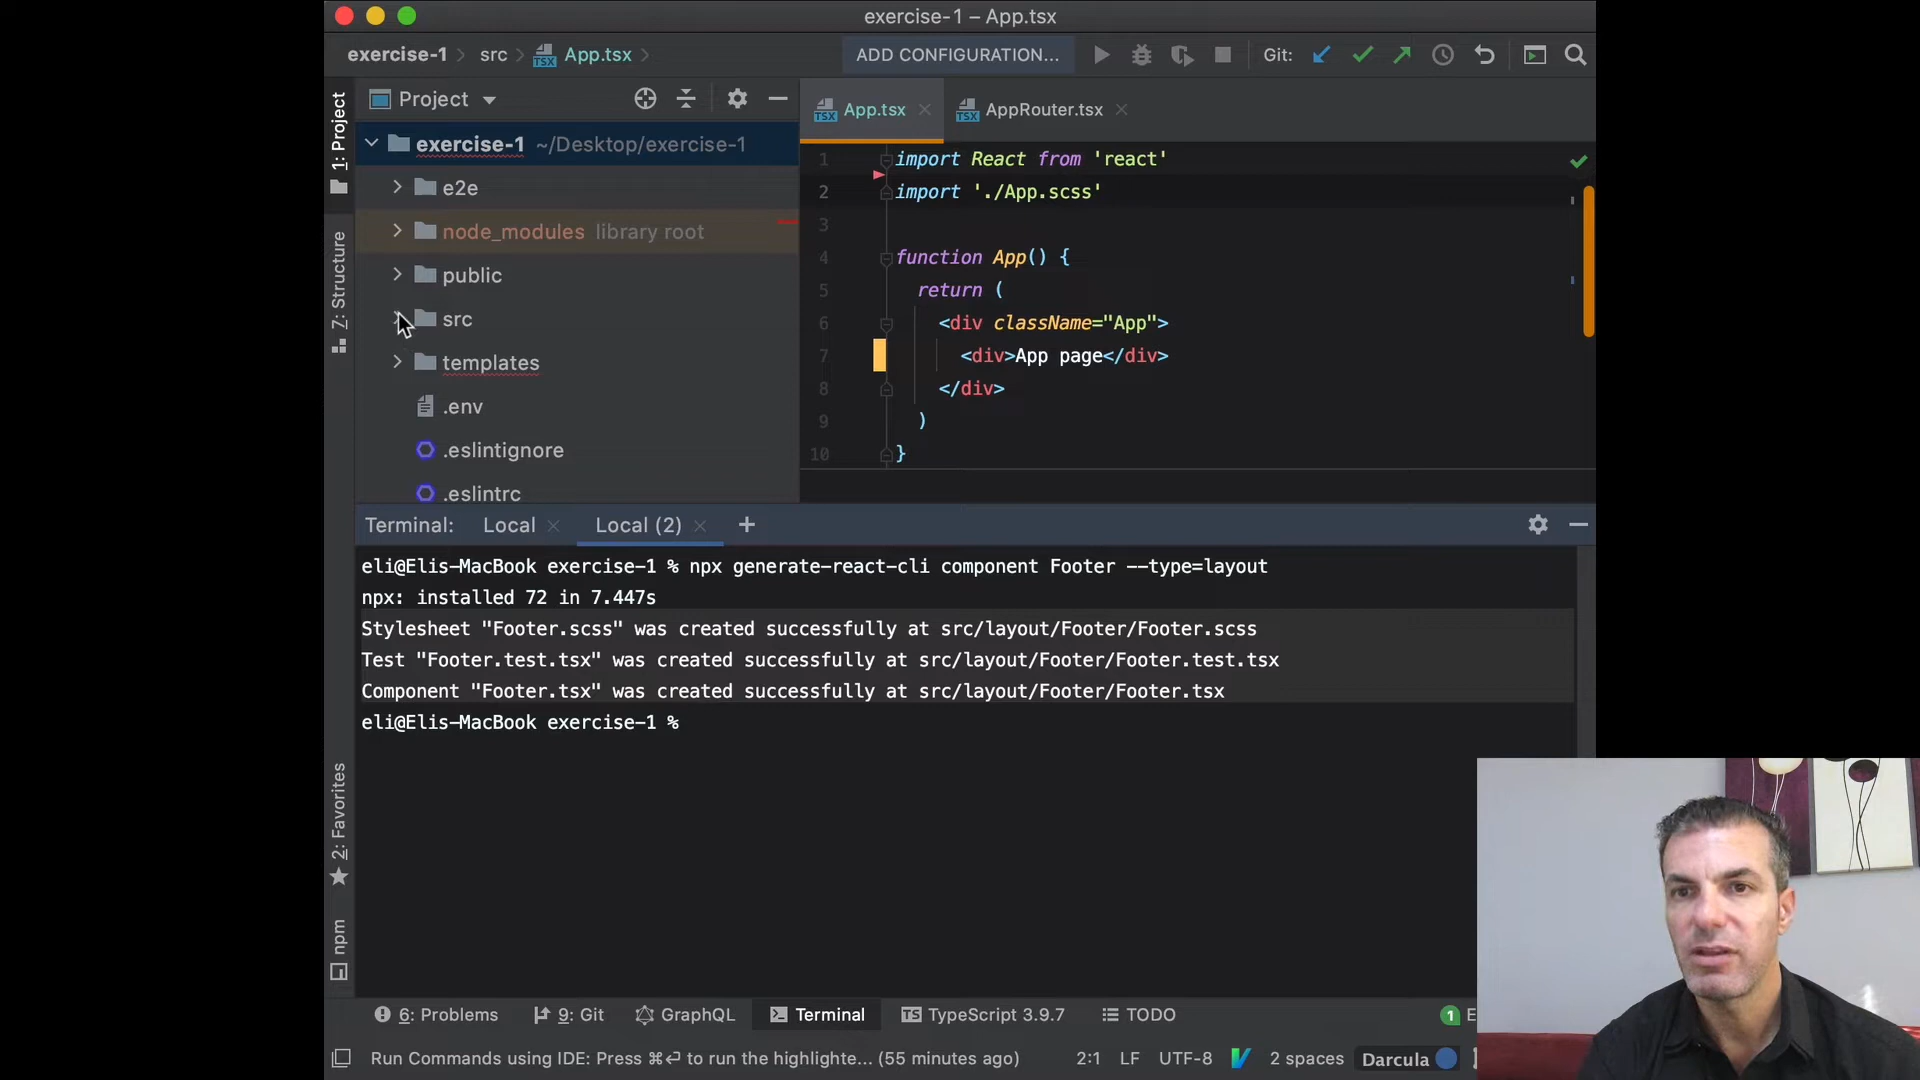 exercise-1 – App.tsx
exercise-1 src App.tsx ADD CONFIGURATION... Git:
1: Project
Project
App.tsx AppRouter.tsx
exercise-1 ~/Desktop/exercise-1
e2e
node_modules library root
public
src
templates
.env
.eslintignore
.eslintrc
Z: Structure
1 import React from 'react'
2 import './App.scss'
3
4 function App() {
5 return (
6 <div className="App">
7 <div>App page</div>
8 </div>
9 )
10 }
Terminal: Local Local (2)
eli@Elis-MacBook exercise-1 % npx generate-react-cli component Footer --type=layout
npx: installed 72 in 7.447s
Stylesheet "Footer.scss" was created successfully at src/layout/Footer/Footer.scss
Test "Footer.test.tsx" was created successfully at src/layout/Footer/Footer.test.tsx
Component "Footer.tsx" was created successfully at src/layout/Footer/Footer.tsx
eli@Elis-MacBook exercise-1 %
2: Favorites
npm
6: Problems 9: Git GraphQL Terminal TS TypeScript 3.9.7 TODO 1
Run Commands using IDE: Press ⌘⏎ to run the highlighte... (55 minutes ago) 2:1 LF UTF-8 2 spaces Darcula